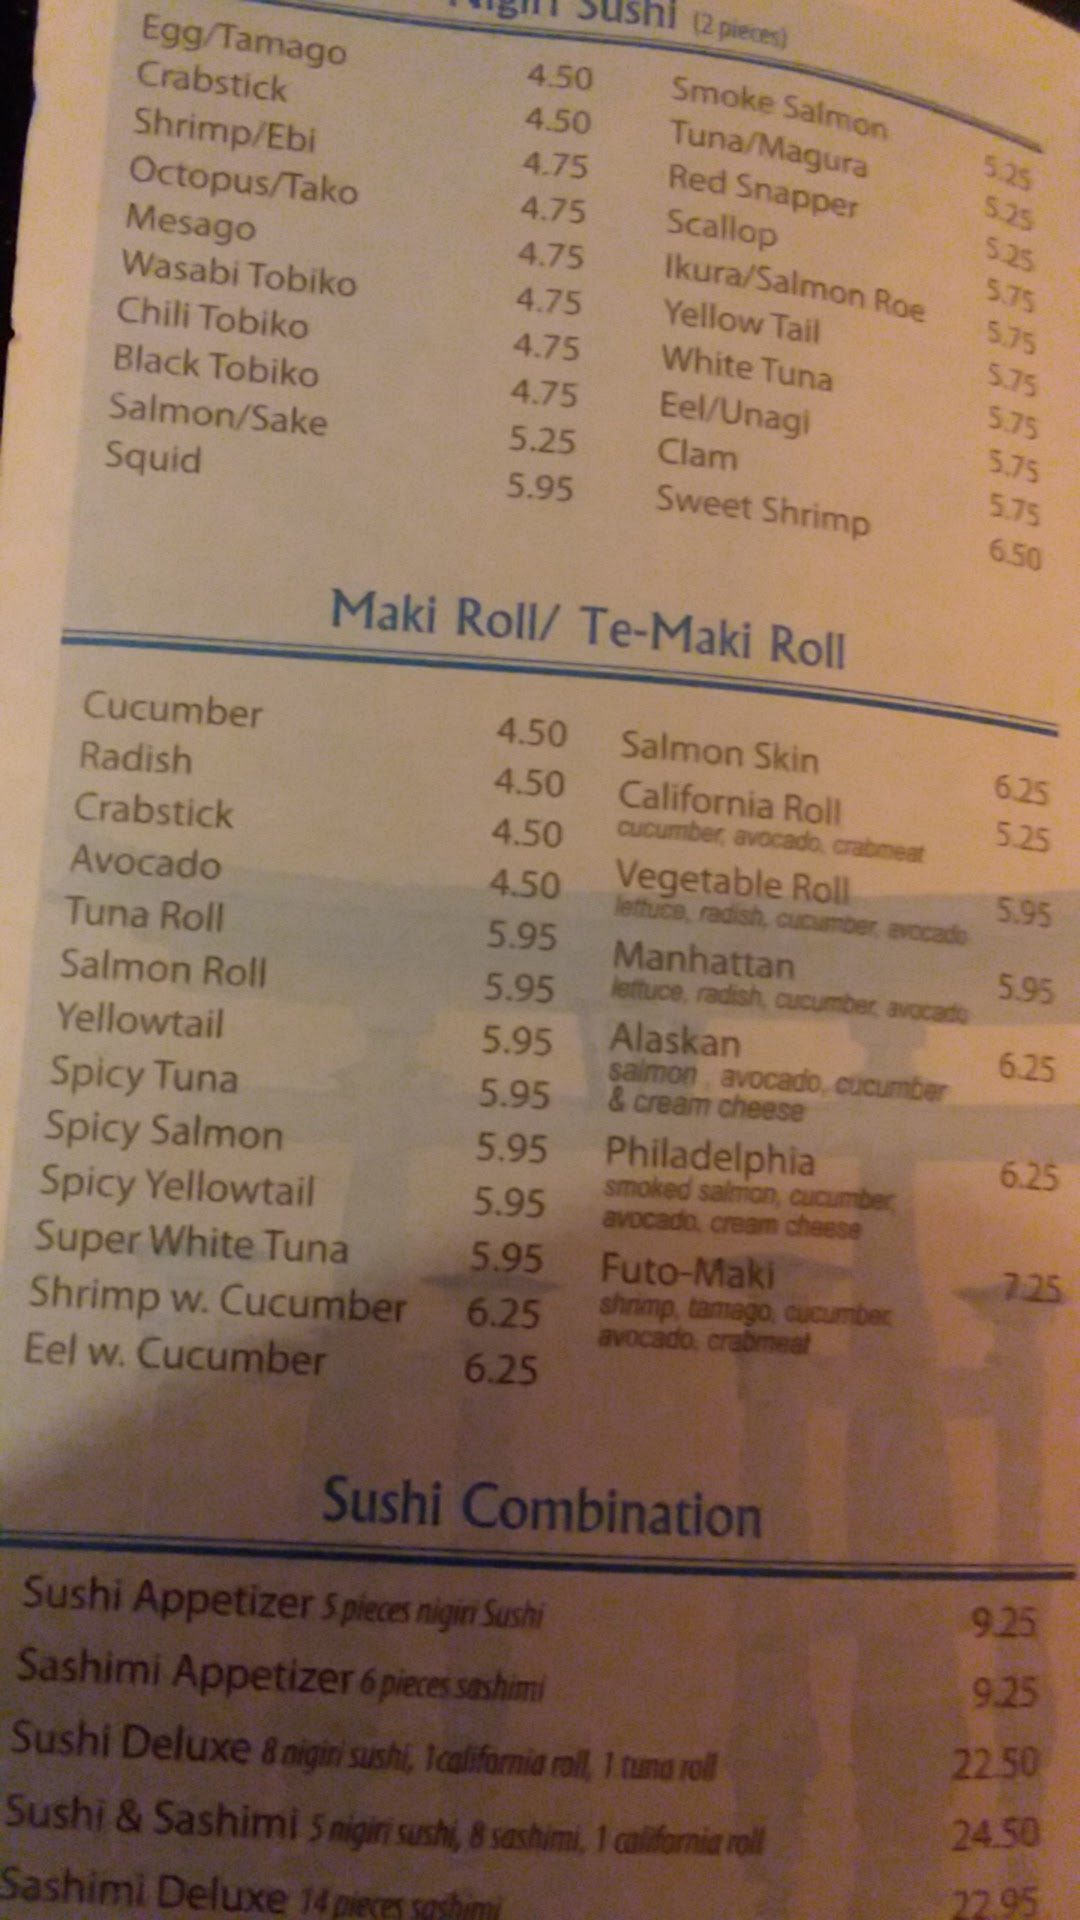 Nigiri Sushi (2 pieces)
Egg/Tamago 4.50
Crabstick 4.50
Shrimp/Ebi 4.75
Octopus/Tako 4.75
Mesago 4.75
Wasabi Tobiko 4.75
Chili Tobiko 4.75
Black Tobiko 4.75
Salmon/Sake 5.25
Squid 5.95
Smoke Salmon 5.25
Tuna/Magura 5.25
Red Snapper 5.25
Scallop 5.75
Ikura/Salmon Roe 5.75
Yellow Tail 5.75
White Tuna 5.75
Eel/Unagi 5.75
Clam 5.75
Sweet Shrimp 6.50
Maki Roll/ Te-Maki Roll
Cucumber 4.50
Radish 4.50
Crabstick 4.50
Avocado 4.50
Tuna Roll 5.95
Salmon Roll 5.95
Yellowtail 5.95
Spicy Tuna 5.95
Spicy Salmon 5.95
Spicy Yellowtail 5.95
Super White Tuna 5.95
Shrimp w. Cucumber 6.25
Eel w. Cucumber 6.25
Salmon Skin 6.25
California Roll 5.25
cucumber, avocado, crabmeat
Vegetable Roll 5.95
lettuce, radish, cucumber, avocado
Manhattan 5.95
lettuce, radish, cucumber, avocado
Alaskan 6.25
salmon , avocado, cucumber
& cream cheese
Philadelphia 6.25
smoked salmon, cucumber,
avocado, cream cheese
Futo-Maki 7.25
shrimp, tamago, cucumber,
avocado, crabmeat
Sushi Combination
Sushi Appetizer 5 pieces nigiri Sushi 9.25
Sashimi Appetizer 6 pieces sashimi 9.25
Sushi Deluxe 8 nigiri sushi, 1california roll, 1 tuna roll 22.50
Sushi & Sashimi 5 nigiri sushi, 8 sashimi, 1 california roll 24.50
Sashimi Deluxe 14 pieces sashimi 22.95